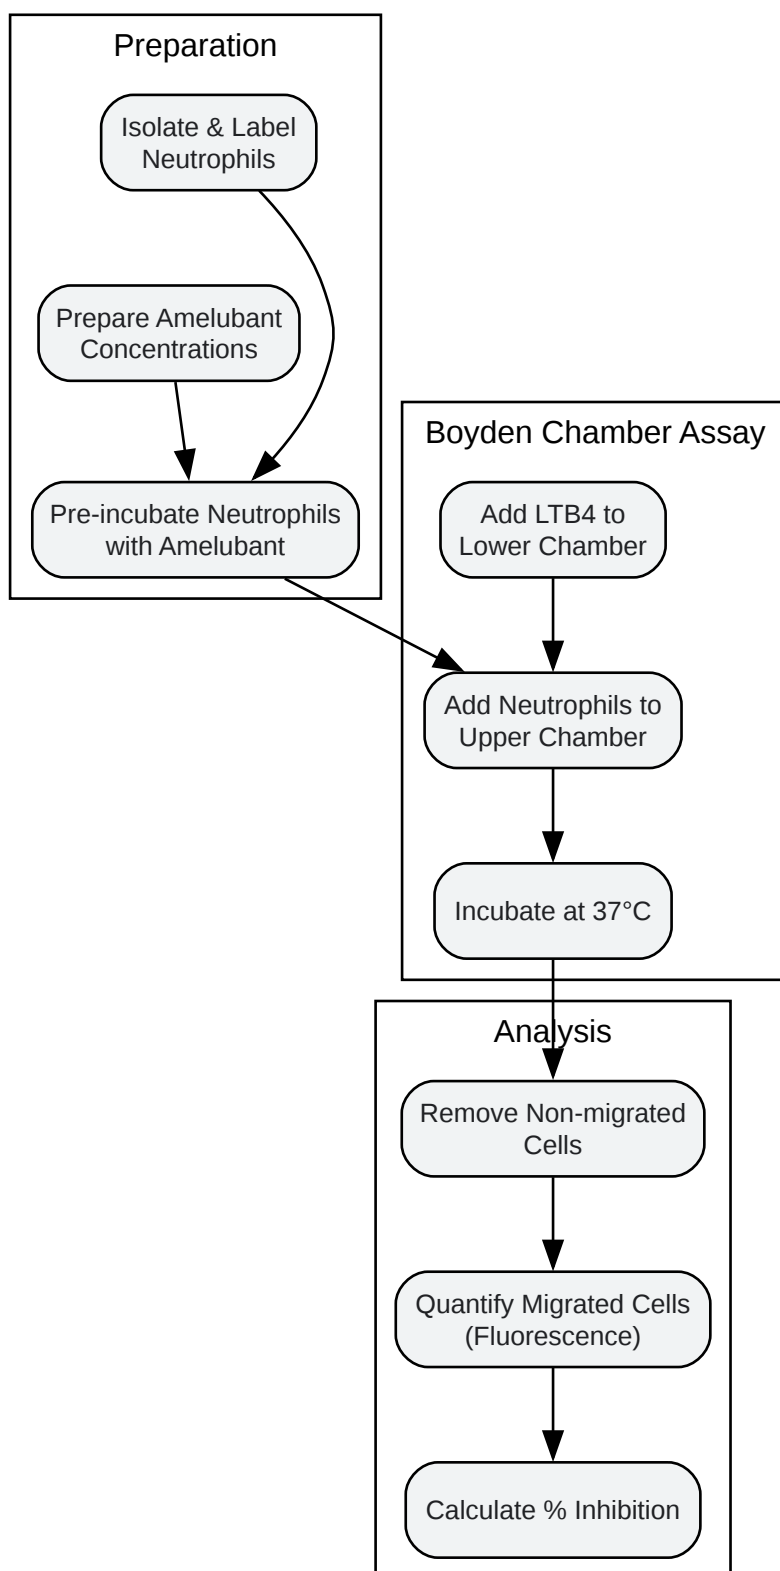 Preparation
Isolate & Label
Neutrophils
Prepare Amelubant
Concentrations
Pre-incubate Neutrophils
with Amelubant
Boyden Chamber Assay
Add LTB4 to
Lower Chamber
Add Neutrophils to
Upper Chamber
Incubate at 37°C
Analysis
Remove Non-migrated
Cells
Quantify Migrated Cells
(Fluorescence)
Calculate % Inhibition